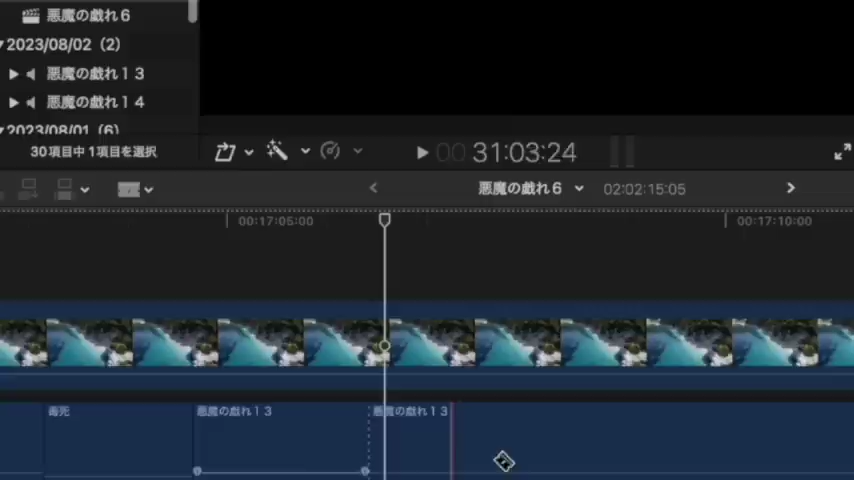 悪魔の戯れ6
2023/08/02（2）
悪魔の戯れ13
悪魔の戯れ14
2023/08/01（6）
30項目中1項目を選択
00 31:03:24
悪魔の戯れ6
02:02:15:05
00:17:05:00
00:17:10:00
毒死
悪魔の戯れ13
悪魔の戯れ13